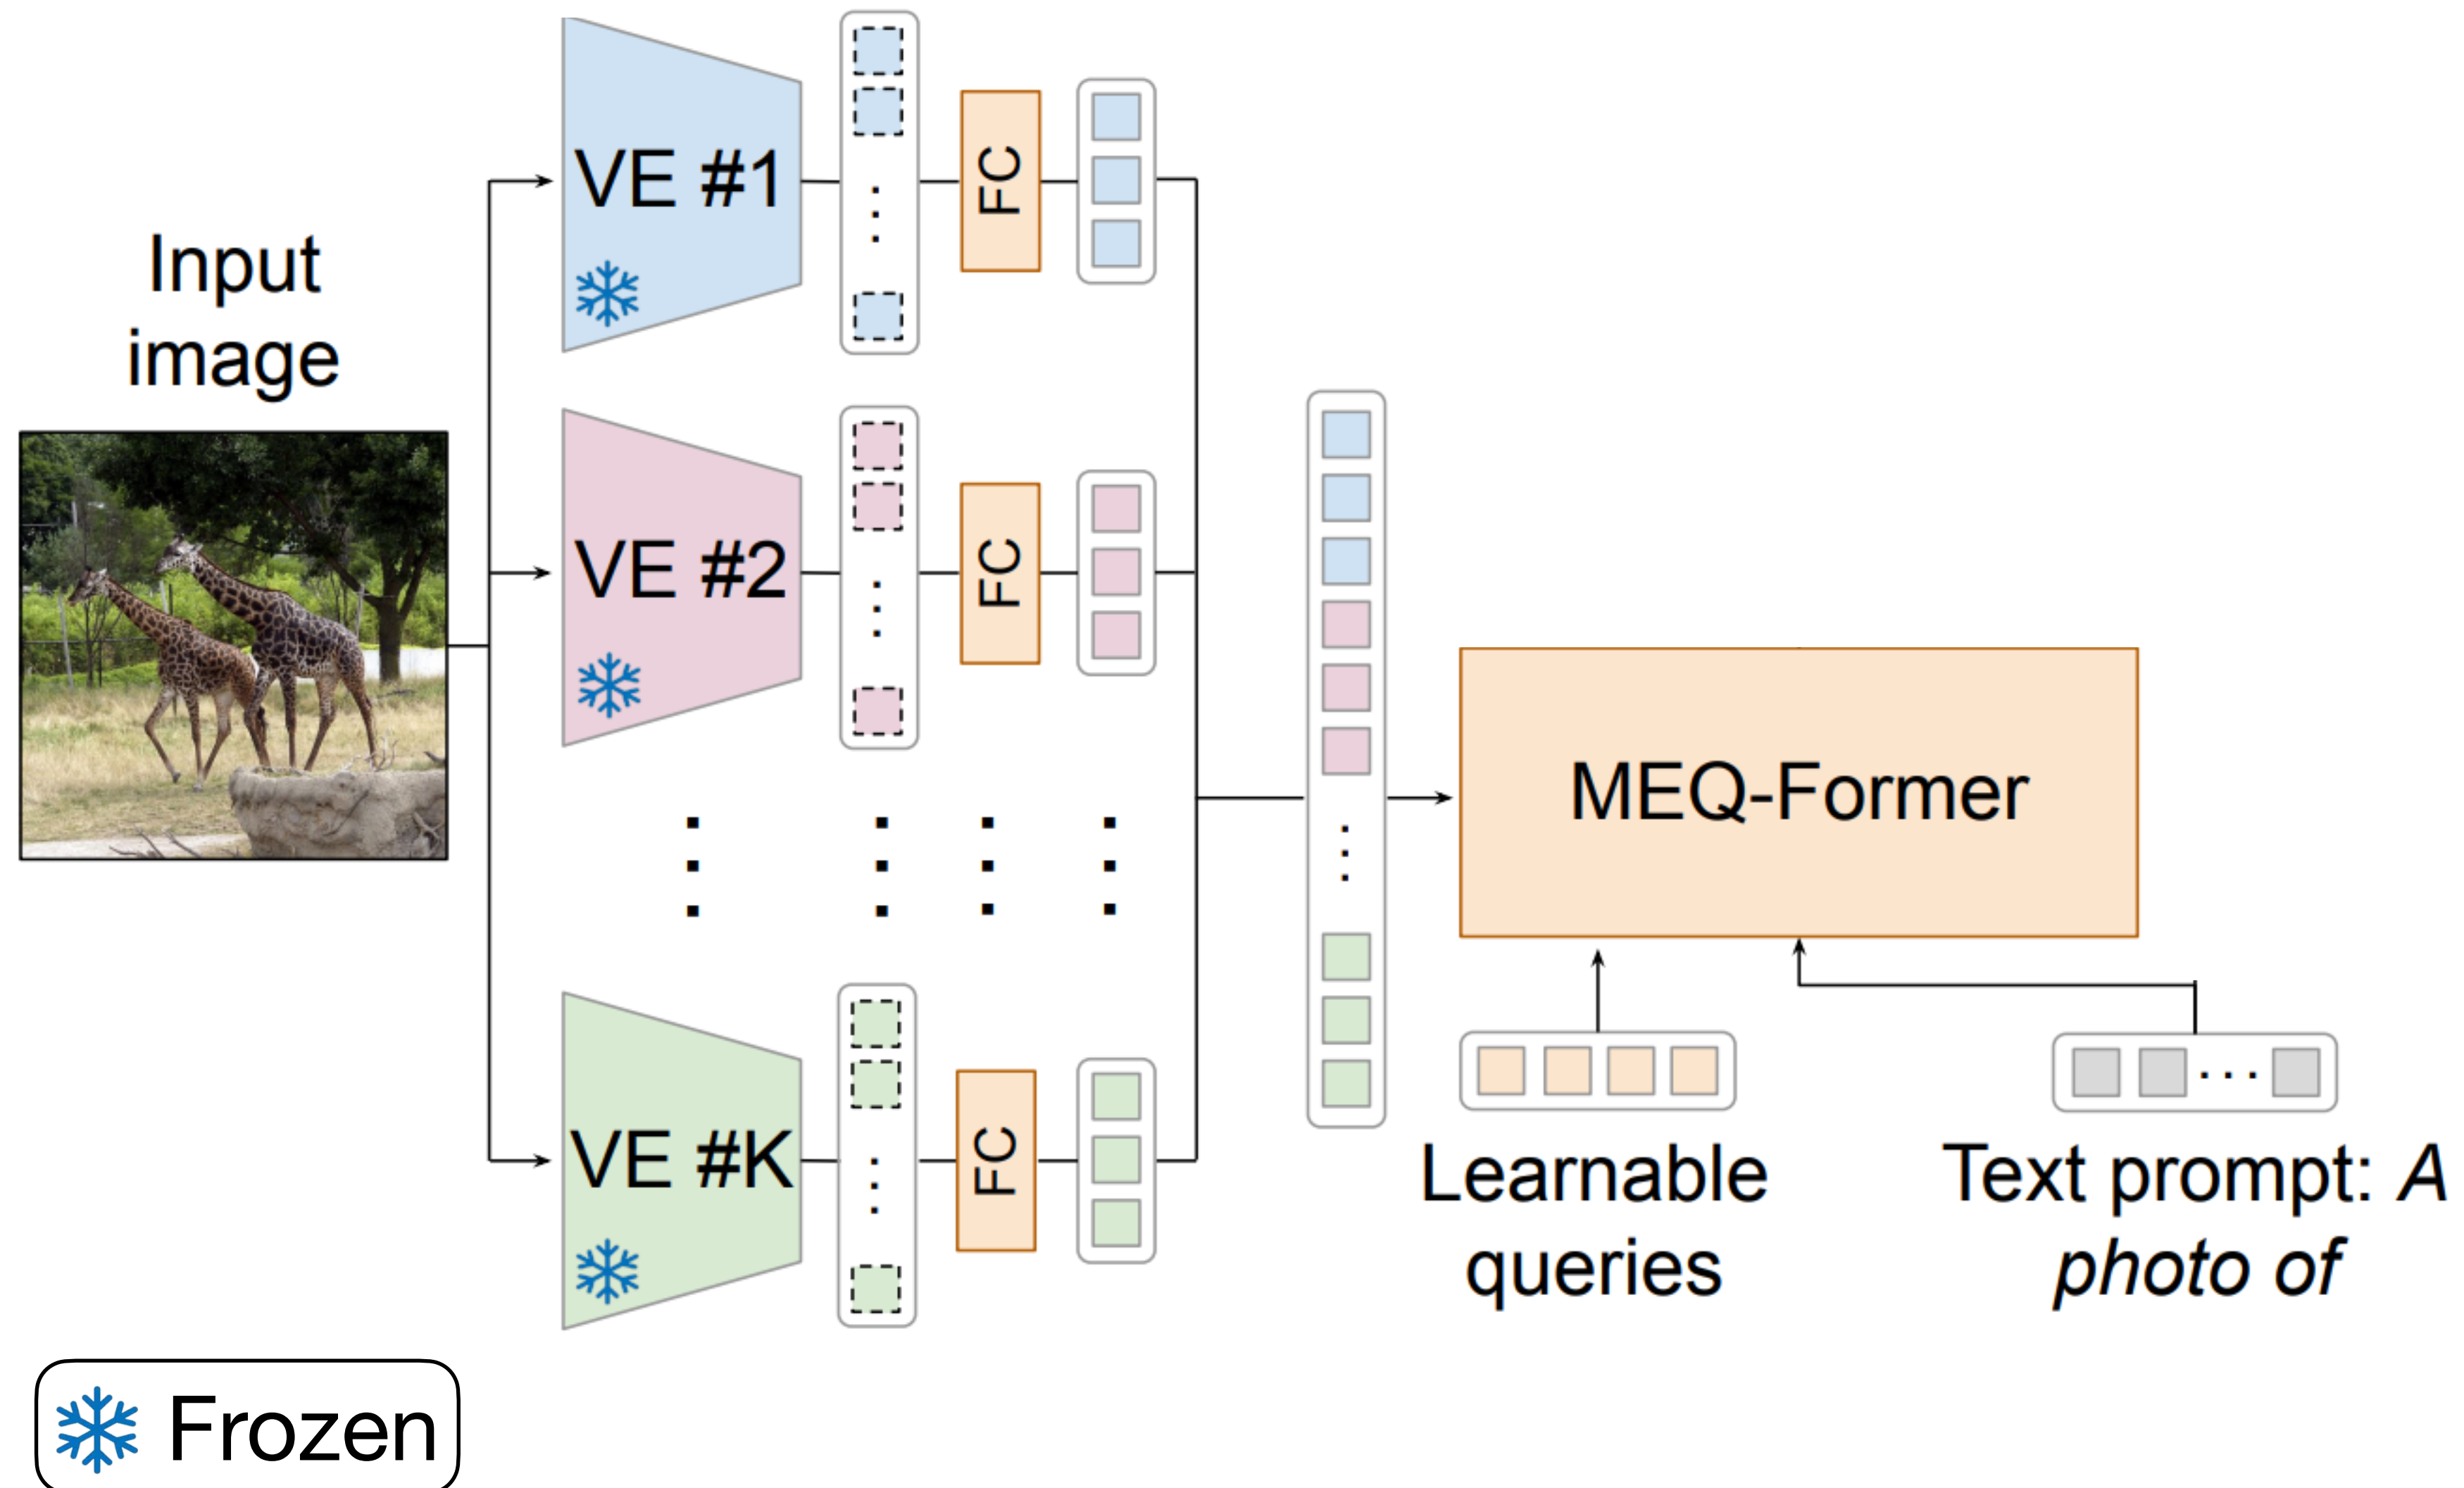 Input
image
VE #1
FC
VE #2
FC
VE #K
FC
MEQ-Former
Learnable
queries
Text prompt: A
photo of
Frozen